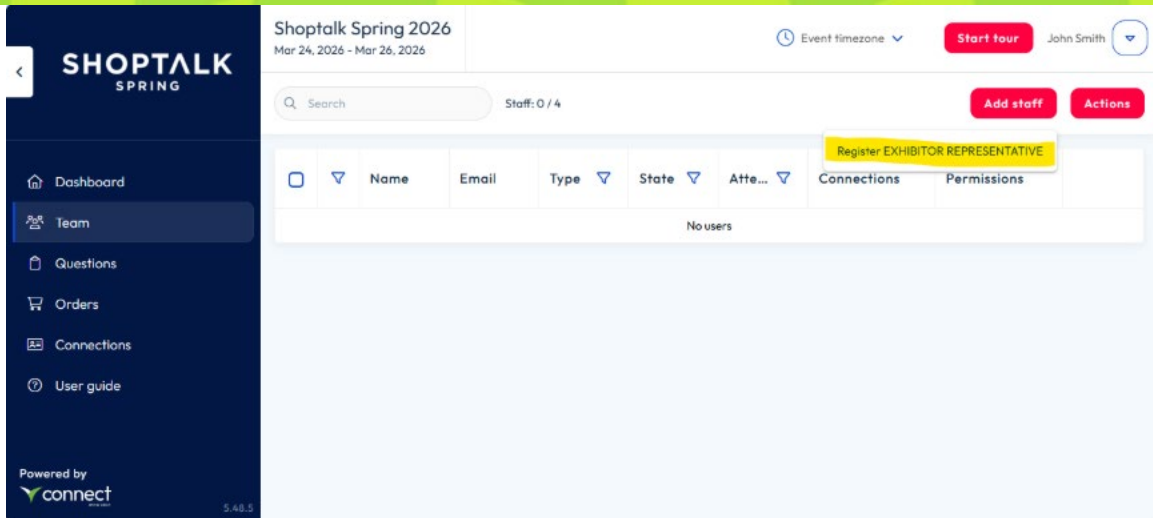 SHOPTALK
SPRING
Dashboard
Team
Questions
Orders
Connections
User guide
Powered by
connect
5.48.5
Shoptalk Spring 2026
Mar 24, 2026 - Mar 26, 2026
Event timezone
Start tour
John Smith
Search
Staff: 0 / 4
Add staff
Actions
Register EXHIBITOR REPRESENTATIVE
Name Email Type State Atte... Connections Permissions
No users